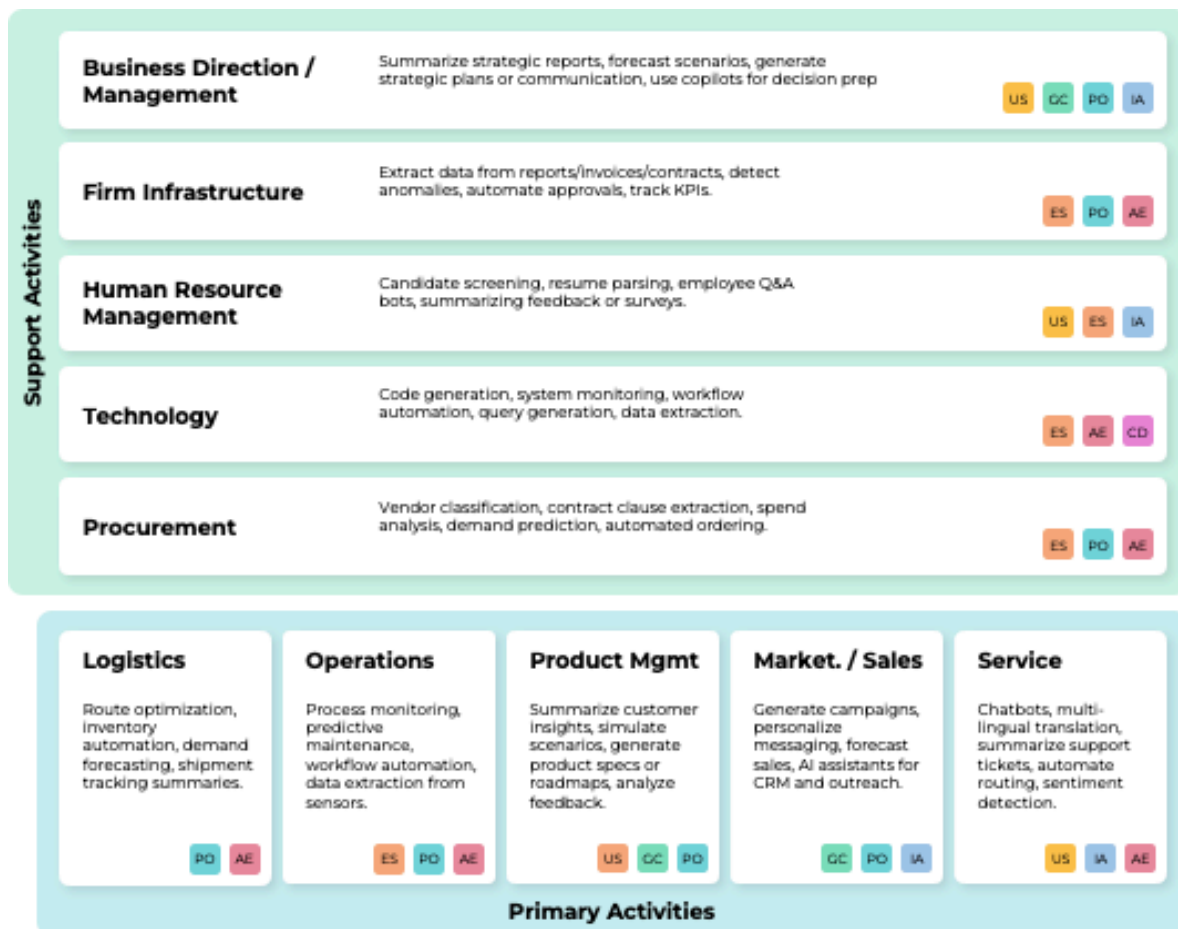 Support Activities
Business Direction /
Management
Summarize strategic reports, forecast scenarios, generate
strategic plans or communication, use copilots for decision prep
US GC PO IA
Firm Infrastructure
Extract data from reports/invoices/contracts, detect
anomalies, automate approvals, track KPIs.
ES PO AE
Human Resource
Management
Candidate screening, resume parsing, employee Q&A
bots, summarizing feedback or surveys.
US ES IA
Technology
Code generation, system monitoring, workflow
automation, query generation, data extraction.
ES AE CD
Procurement
Vendor classification, contract clause extraction, spend
analysis, demand prediction, automated ordering.
ES PO AE
Logistics
Route optimization,
inventory
automation, demand
forecasting, shipment
tracking summaries.
PO AE
Operations
Process monitoring,
predictive
maintenance,
workflow automation,
data extraction from
sensors.
ES PO AE
Product Mgmt
Summarize customer
insights, simulate
scenarios, generate
product specs or
roadmaps, analyze
feedback.
US GC PO
Market. / Sales
Generate campaigns,
personalize
messaging, forecast
sales, AI assistants for
CRM and outreach.
GC PO IA
Service
Chatbots, multi-
lingual translation,
summarize support
tickets, automate
routing, sentiment
detection.
US IA AE
Primary Activities